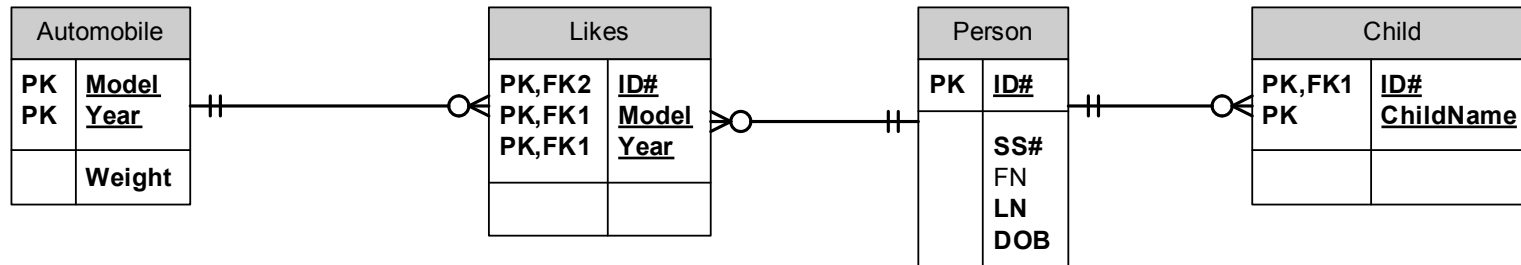 Automobile
PK Model
PK Year
Weight
Likes
PK,FK2 ID#
PK,FK1 Model
PK,FK1 Year
Person
PK ID#
SS#
FN
LN
DOB
Child
PK,FK1 ID#
PK ChildName